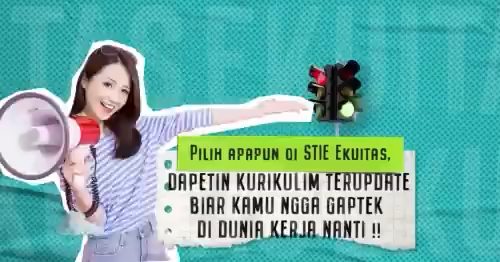 Pilih apapun di STIE Ekuitas,
DAPETIN KURIKULIM TERUPDATE
BIAR KAMU NGGA GAPTEK
DI DUNIA KERJA NANTI !!